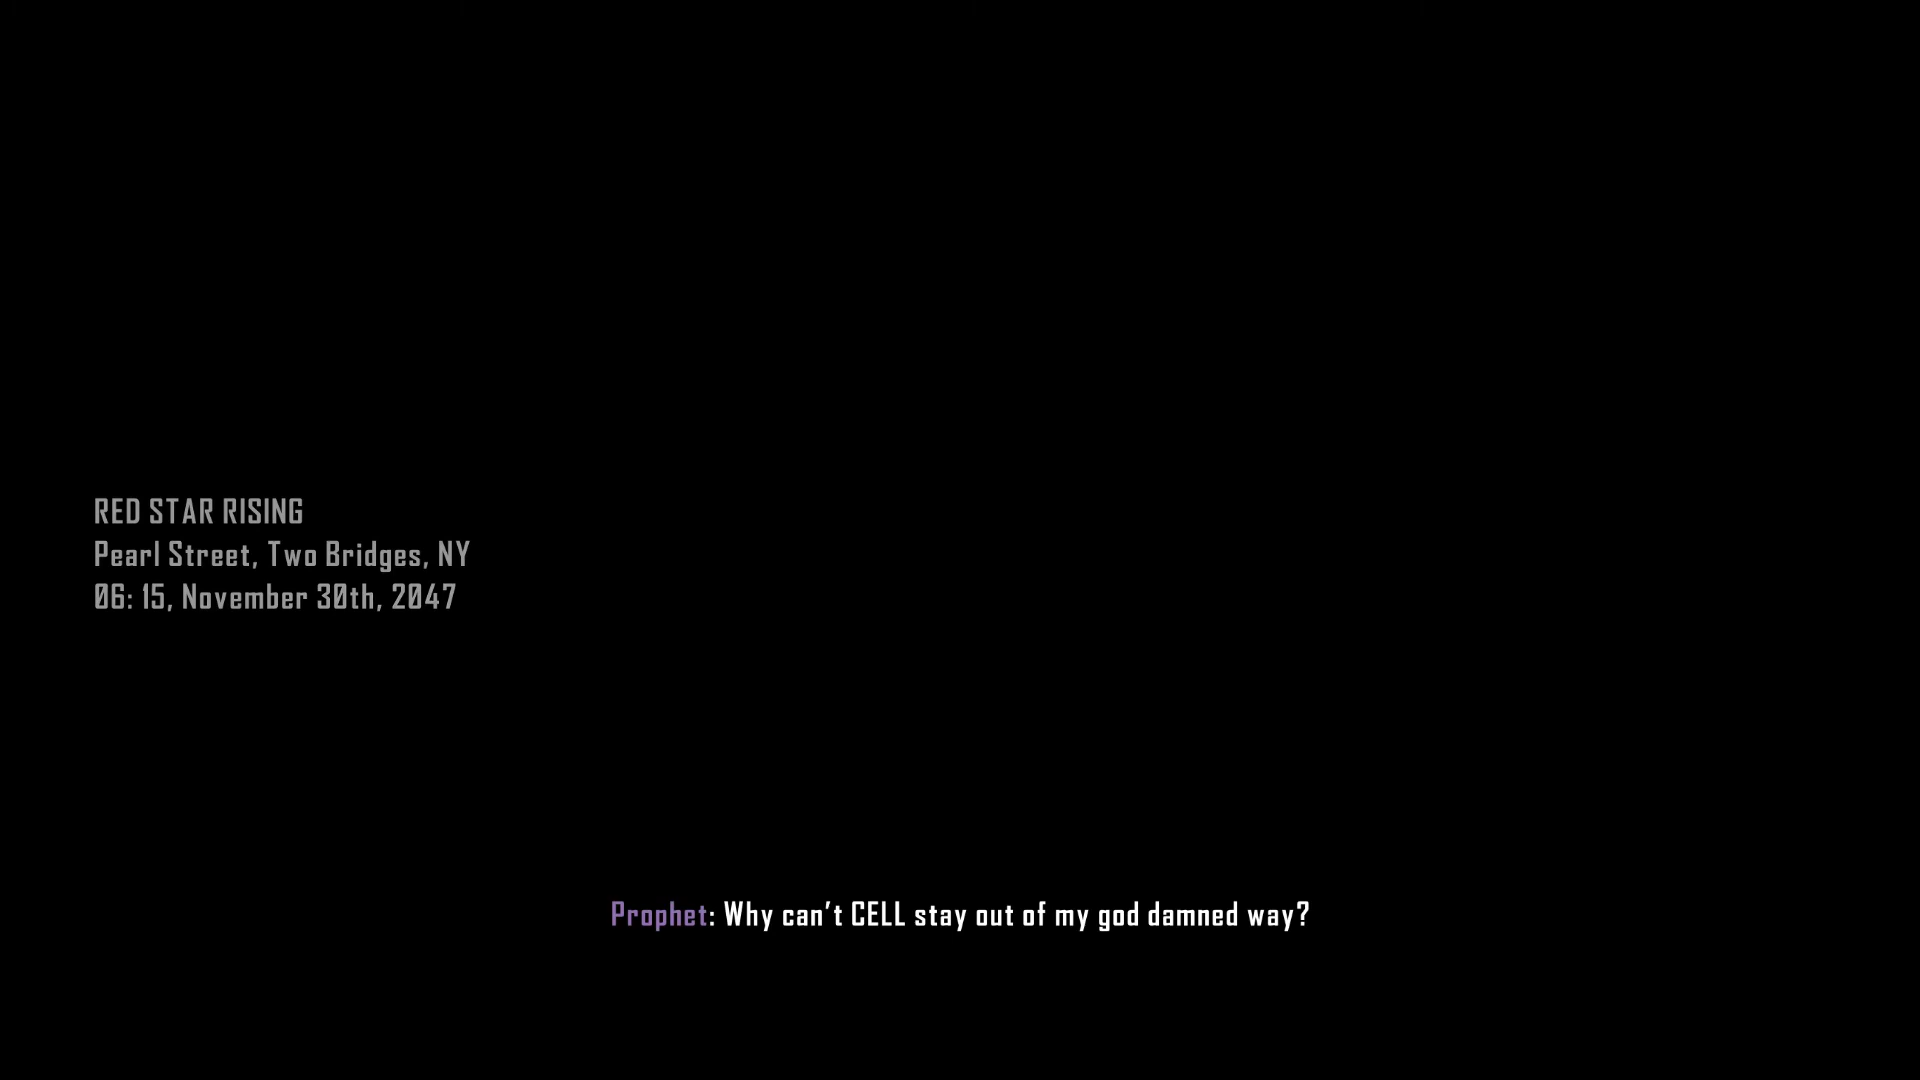 RED STAR RISING
Pearl Street, Two Bridges, NY
06: 15, November 30th, 2047
Prophet: Why can't CELL stay out of my god damned way?